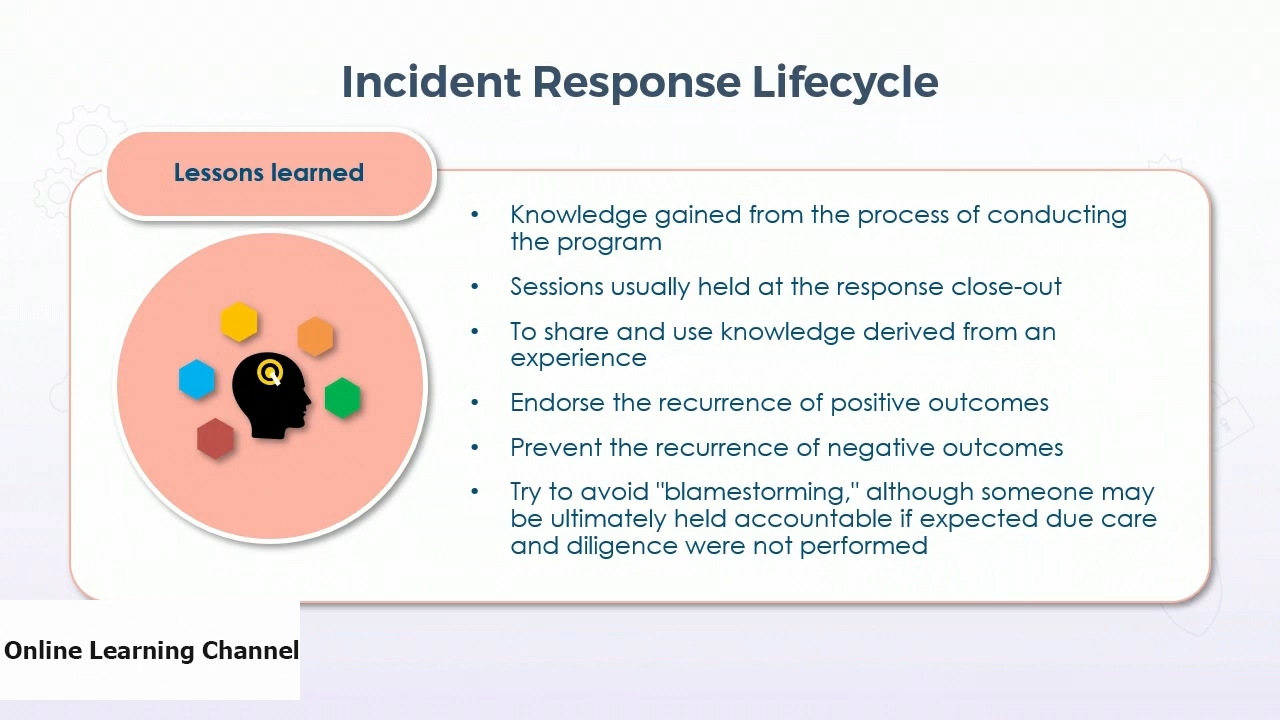 Incident Response Lifecycle
Lessons learned
• Knowledge gained from the process of conducting
the program
• Sessions usually held at the response close-out
• To share and use knowledge derived from an
experience
• Endorse the recurrence of positive outcomes
• Prevent the recurrence of negative outcomes
• Try to avoid "blamestorming," although someone may
be ultimately held accountable if expected due care
and diligence were not performed
Online Learning Channel